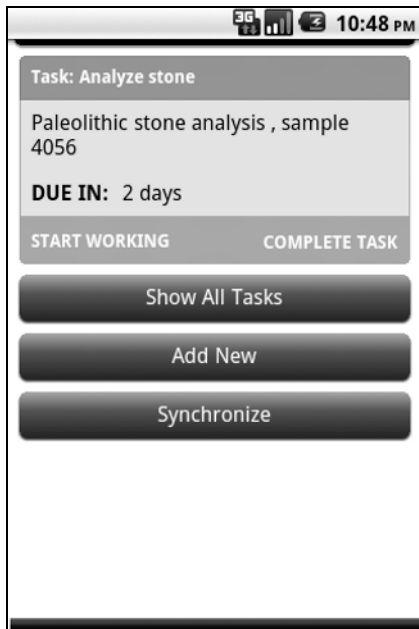 3G 10:48 PM
Task: Analyze stone
Paleolithic stone analysis , sample
4056
DUE IN: 2 days
START WORKING COMPLETE TASK
Show All Tasks
Add New
Synchronize